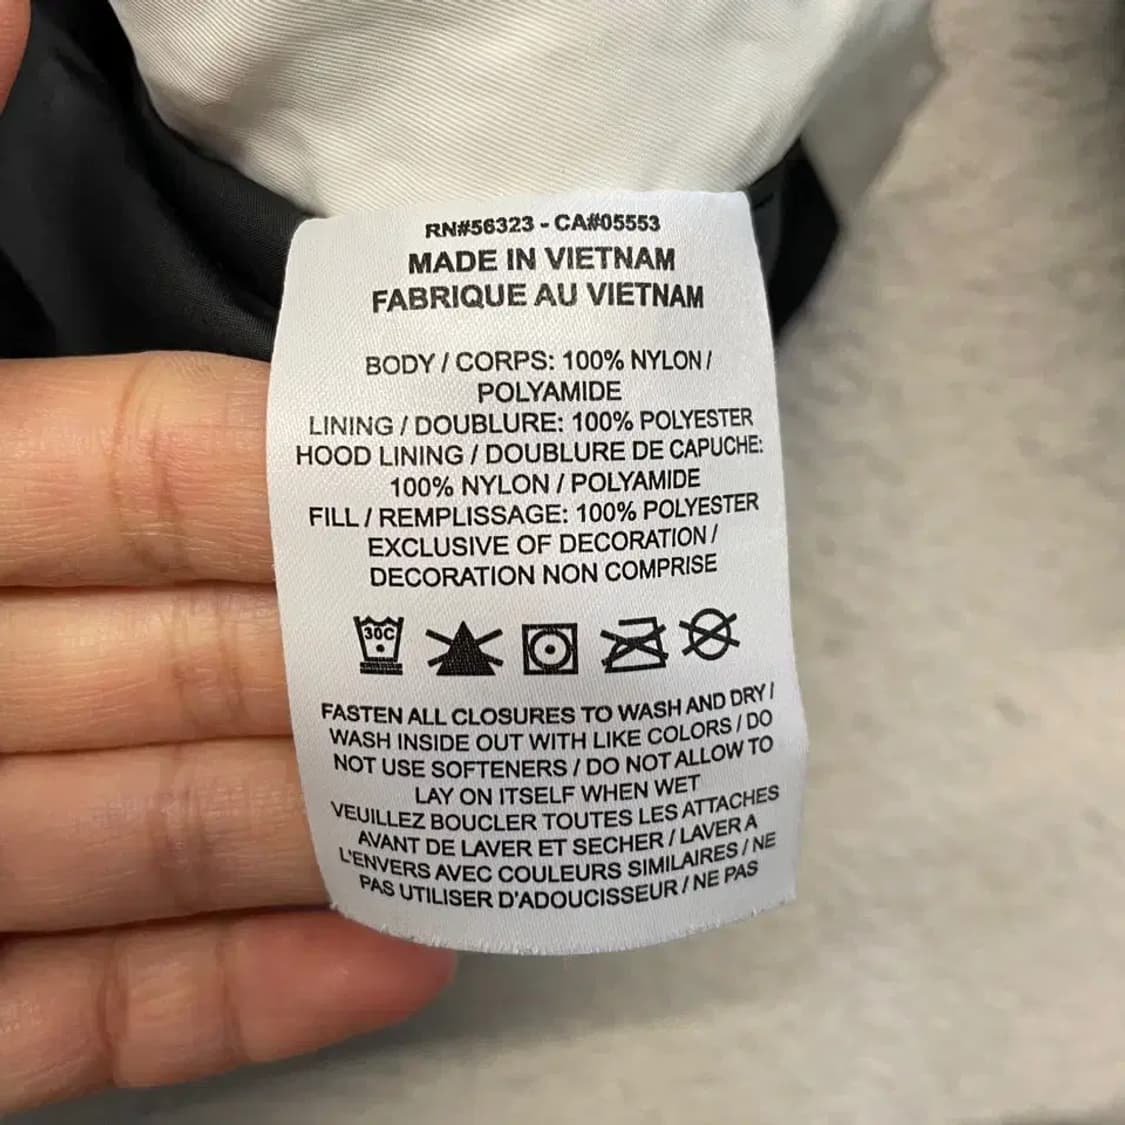 RN#56323 - CA#05553
MADE IN VIETNAM
FABRIQUE AU VIETNAM
BODY / CORPS: 100% NYLON /
POLYAMIDE
LINING / DOUBLURE: 100% POLYESTER
HOOD LINING / DOUBLURE DE CAPUCHE:
100% NYLON / POLYAMIDE
FILL / REMPLISSAGE: 100% POLYESTER
EXCLUSIVE OF DECORATION /
DECORATION NON COMPRISE
30C
FASTEN ALL CLOSURES TO WASH AND DRY /
WASH INSIDE OUT WITH LIKE COLORS / DO
NOT USE SOFTENERS / DO NOT ALLOW TO
LAY ON ITSELF WHEN WET
VEUILLEZ BOUCLER TOUTES LES ATTACHES
AVANT DE LAVER ET SECHER / LAVER A
L'ENVERS AVEC COULEURS SIMILAIRES / NE
PAS UTILISER D'ADOUCISSEUR / NE PAS